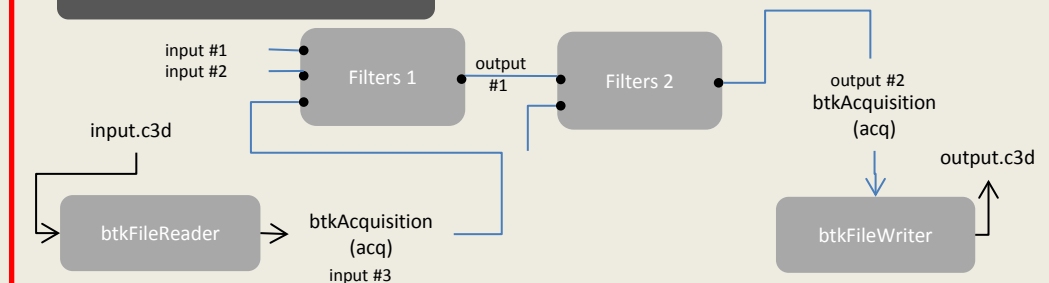 input #1
input #2
Filters 1
output
#1
Filters 2
output #2
btkAcquisition
(acq)
input.c3d
output.c3d
btkFileReader
btkAcquisition
(acq)
input #3
btkFileWriter